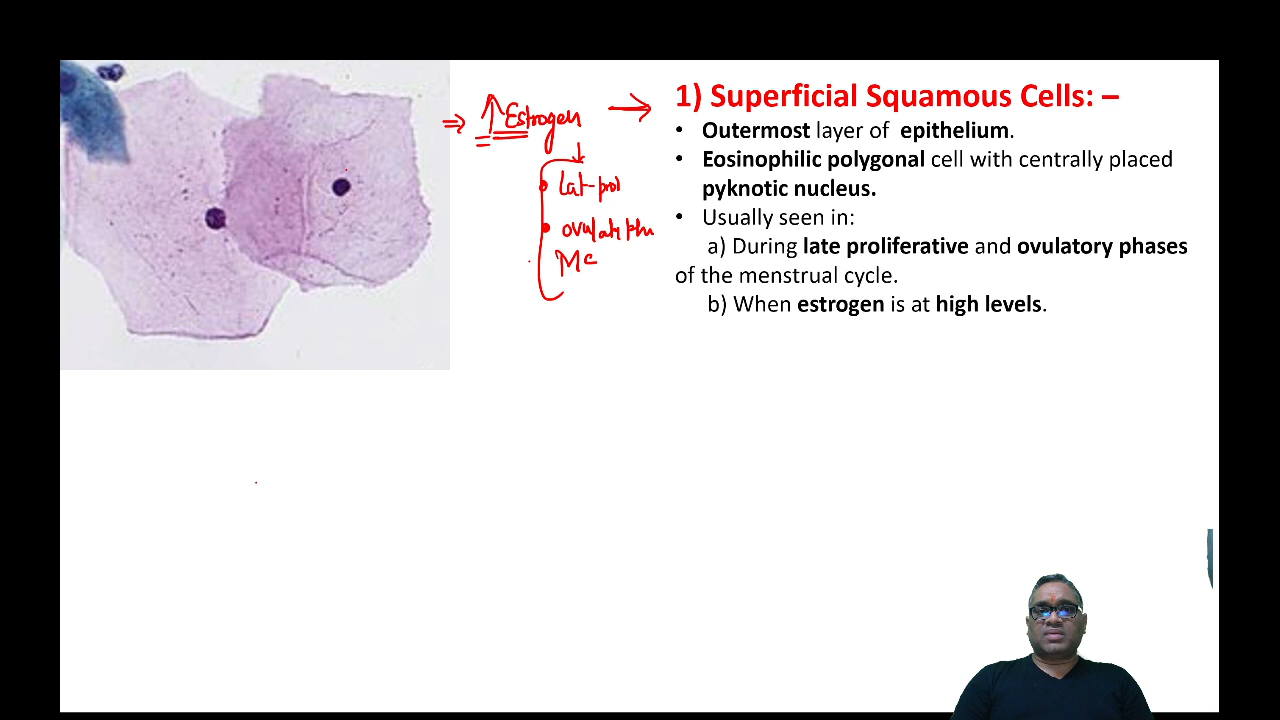 ⇒ ↑ Estrogen →
↓
• Lat-prol
• ovulat phu
MC
1) Superficial Squamous Cells: –
• Outermost layer of epithelium.
• Eosinophilic polygonal cell with centrally placed
pyknotic nucleus.
• Usually seen in:
a) During late proliferative and ovulatory phases
of the menstrual cycle.
b) When estrogen is at high levels.